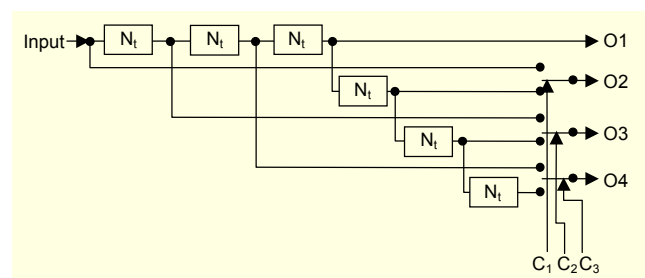 Input Nₜ Nₜ Nₜ O1
O2
Nₜ
O3
Nₜ
O4
Nₜ
C₁ C₂ C₃